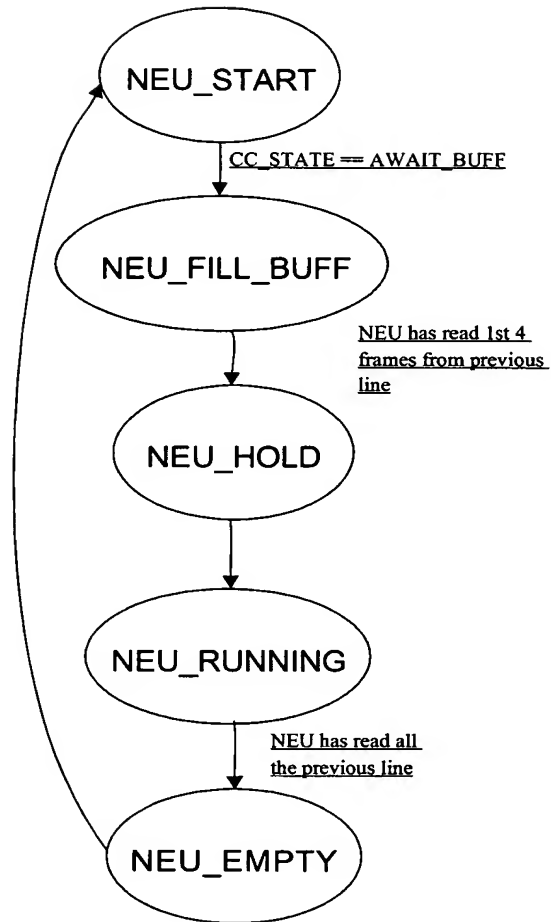 NEU_START
CC_STATE == AWAIT_BUFF
NEU_FILL_BUFF
NEU has read 1st 4
frames from previous
line
NEU_HOLD
NEU_RUNNING
NEU has read all
the previous line
NEU_EMPTY